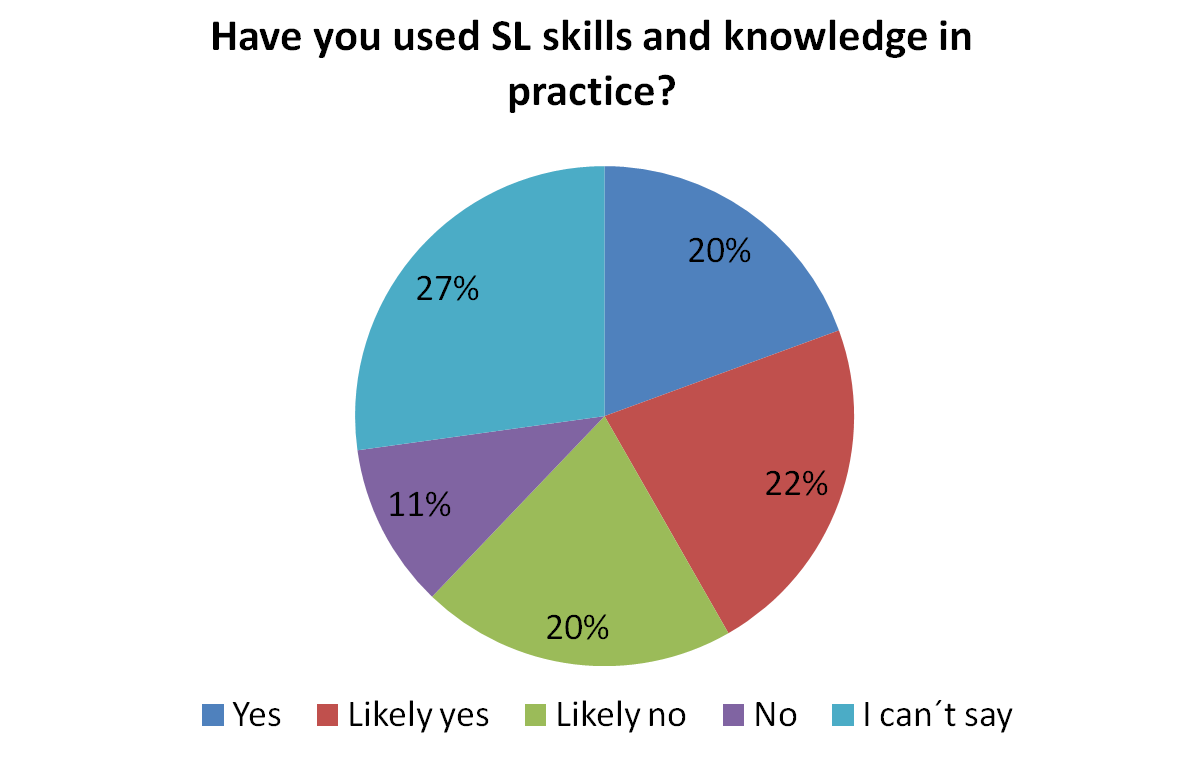 Have you used SL skills and knowledge in
practice?
20%
27%
22%
11%
20%
Yes Likely yes Likely no No I can´t say